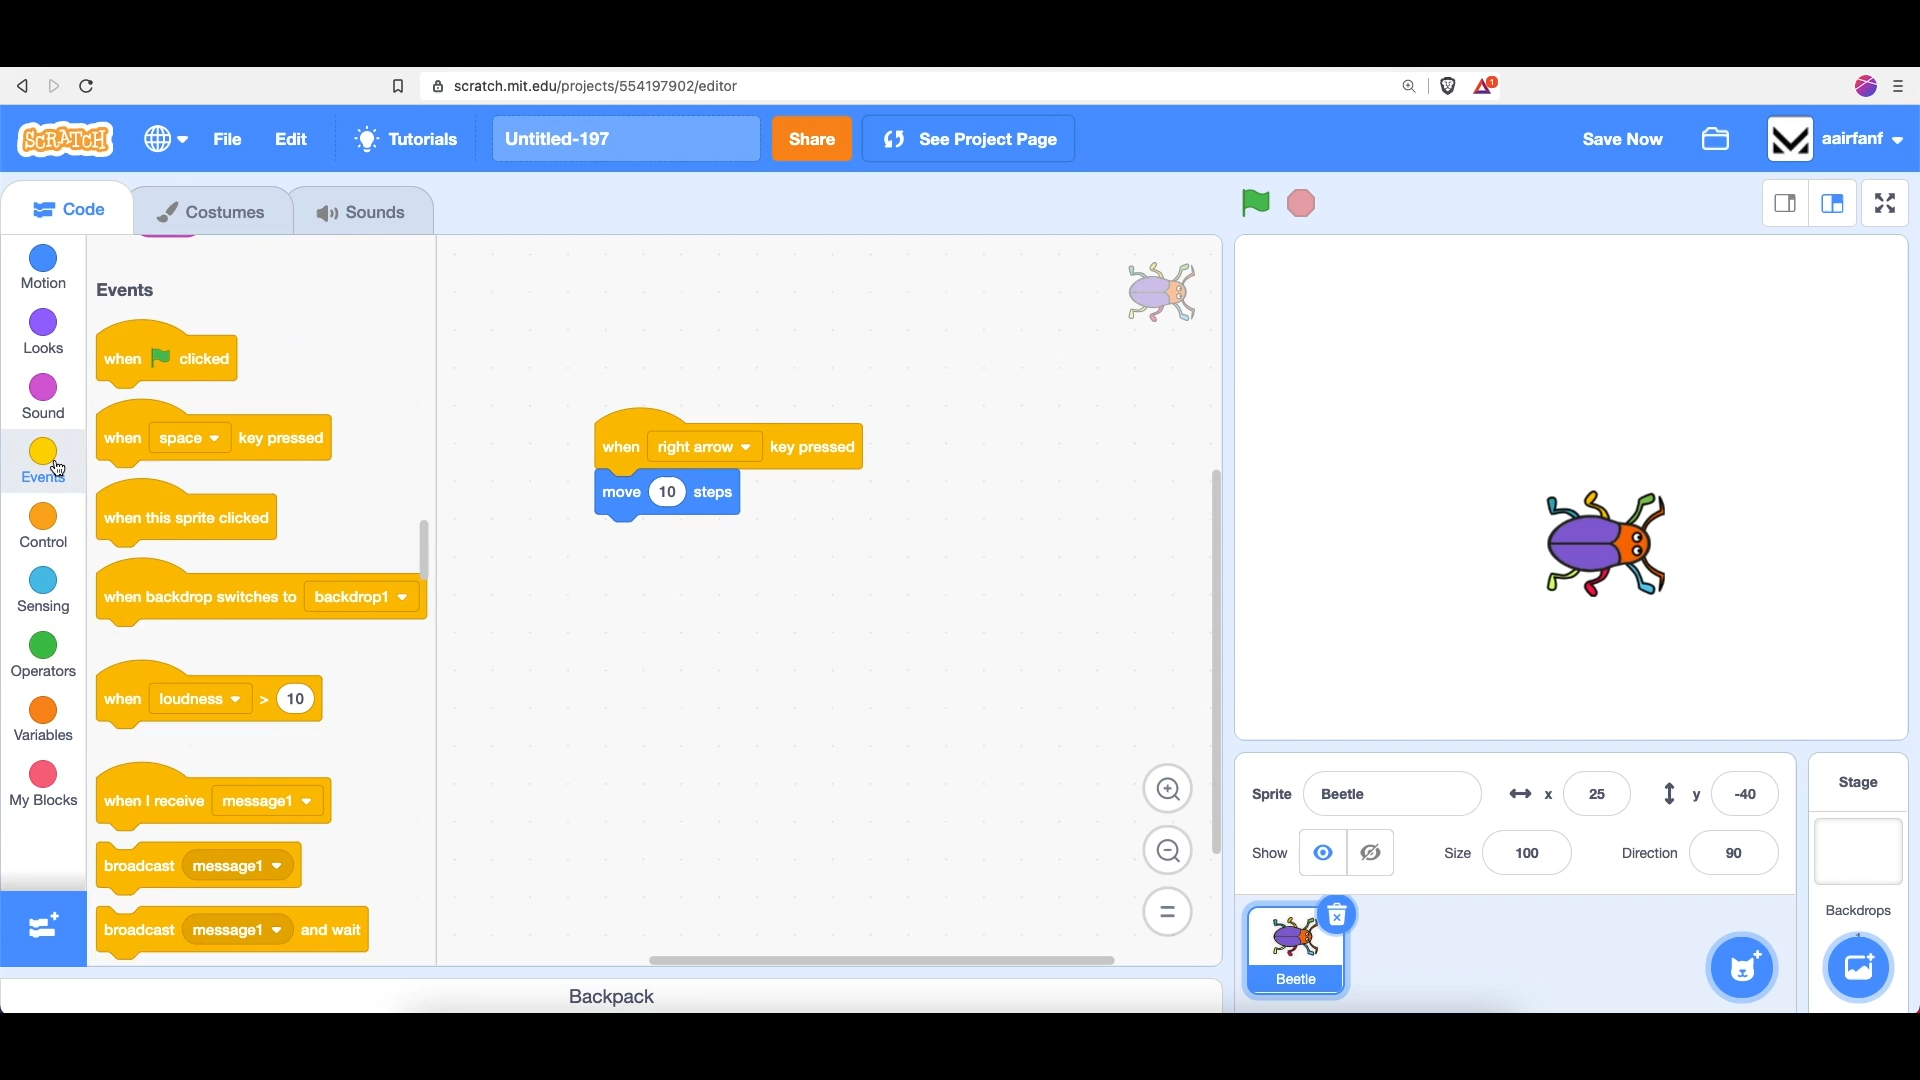 scratch.mit.edu/projects/554197902/editor
1
SCRATCH File Edit Tutorials Untitled-197 Share See Project Page Save Now aairfanf
Code Costumes Sounds
Motion
Looks
Sound
Events
Control
Sensing
Operators
Variables
My Blocks
Events
when clicked
when space key pressed
when this sprite clicked
when backdrop switches to backdrop1
when loudness > 10
when I receive message1
broadcast message1
broadcast message1 and wait
when right arrow key pressed
move 10 steps
Backpack
Sprite Beetle x 25 y -40
Show Size 100 Direction 90
Beetle
Stage
Backdrops